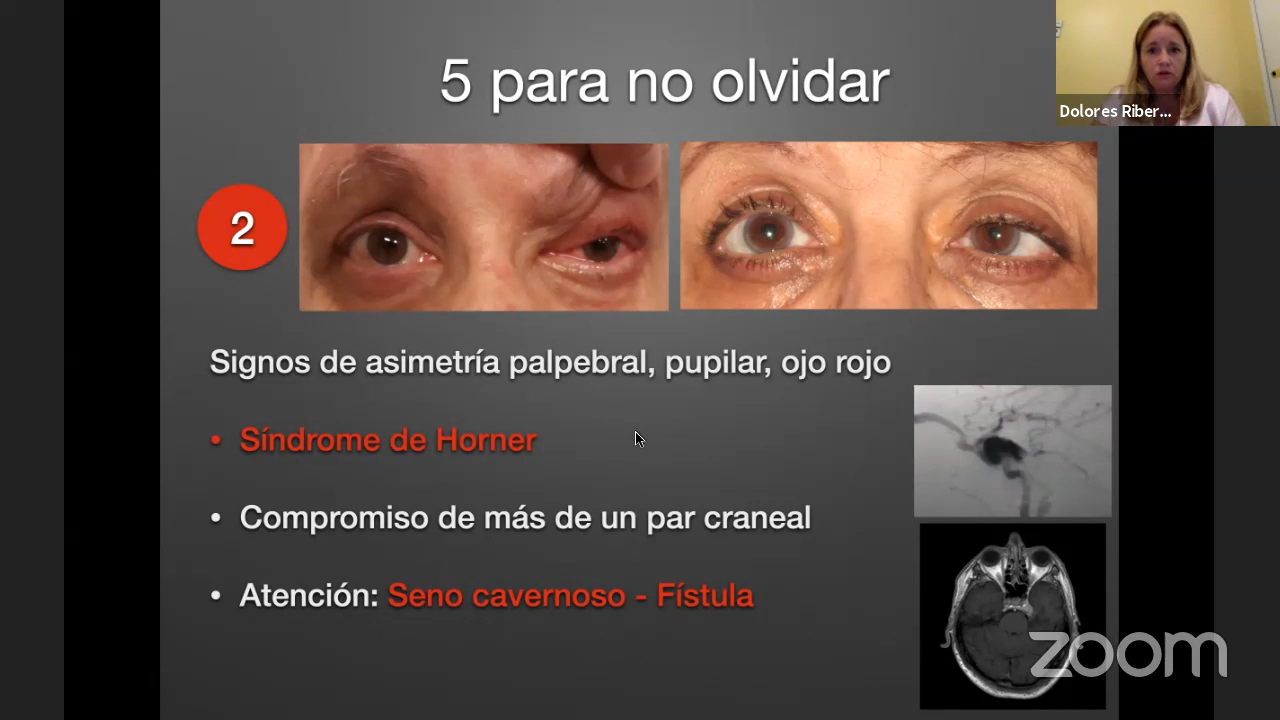 5 para no olvidar
Dolores Riber...
2
Signos de asimetría palpebral, pupilar, ojo rojo
• Síndrome de Horner
• Compromiso de más de un par craneal
• Atención: Seno cavernoso - Fístula
zoom